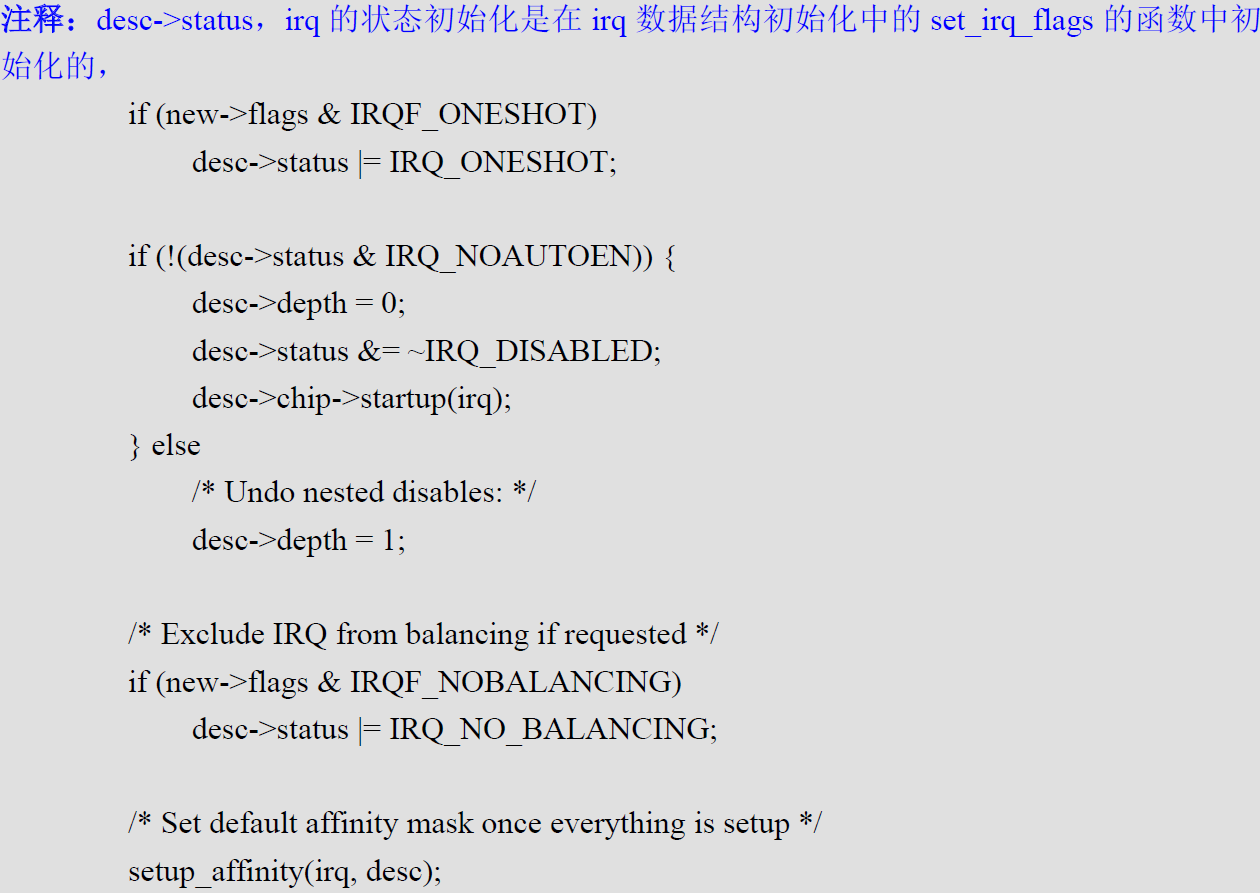 注释：desc->status，irq 的状态初始化是在 irq 数据结构初始化中的 set_irq_flags 的函数中初
始化的，
if (new->flags & IRQF_ONESHOT)
desc->status |= IRQ_ONESHOT;
if (!(desc->status & IRQ_NOAUTOEN)) {
desc->depth = 0;
desc->status &= ~IRQ_DISABLED;
desc->chip->startup(irq);
} else
/* Undo nested disables: */
desc->depth = 1;
/* Exclude IRQ from balancing if requested */
if (new->flags & IRQF_NOBALANCING)
desc->status |= IRQ_NO_BALANCING;
/* Set default affinity mask once everything is setup */
setup_affinity(irq, desc);